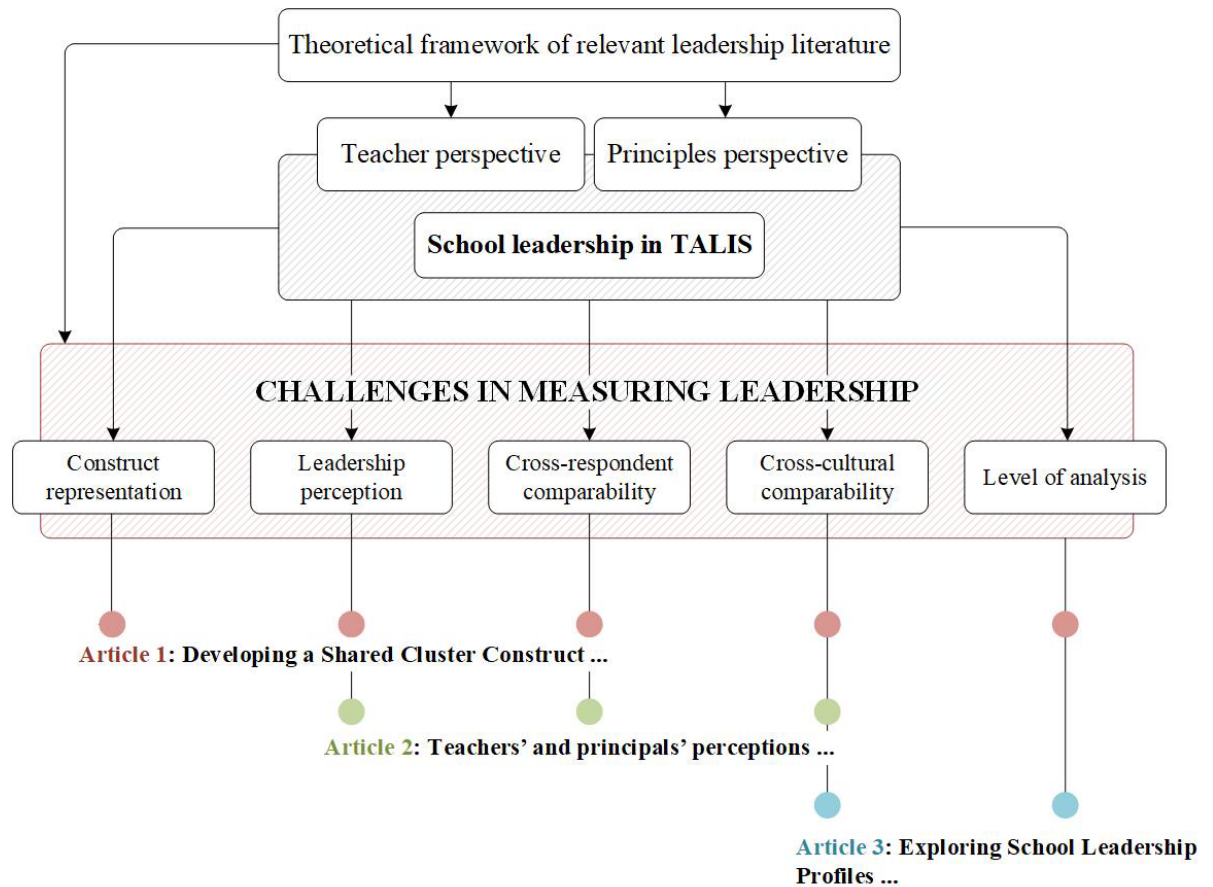 Theoretical framework of relevant leadership literature
Teacher perspective
Principles perspective
School leadership in TALIS
CHALLENGES IN MEASURING LEADERSHIP
Construct
representation
Leadership
perception
Cross-respondent
comparability
Cross-cultural
comparability
Level of analysis
Article 1: Developing a Shared Cluster Construct ...
Article 2: Teachers’ and principals’ perceptions ...
Article 3: Exploring School Leadership
Profiles ...